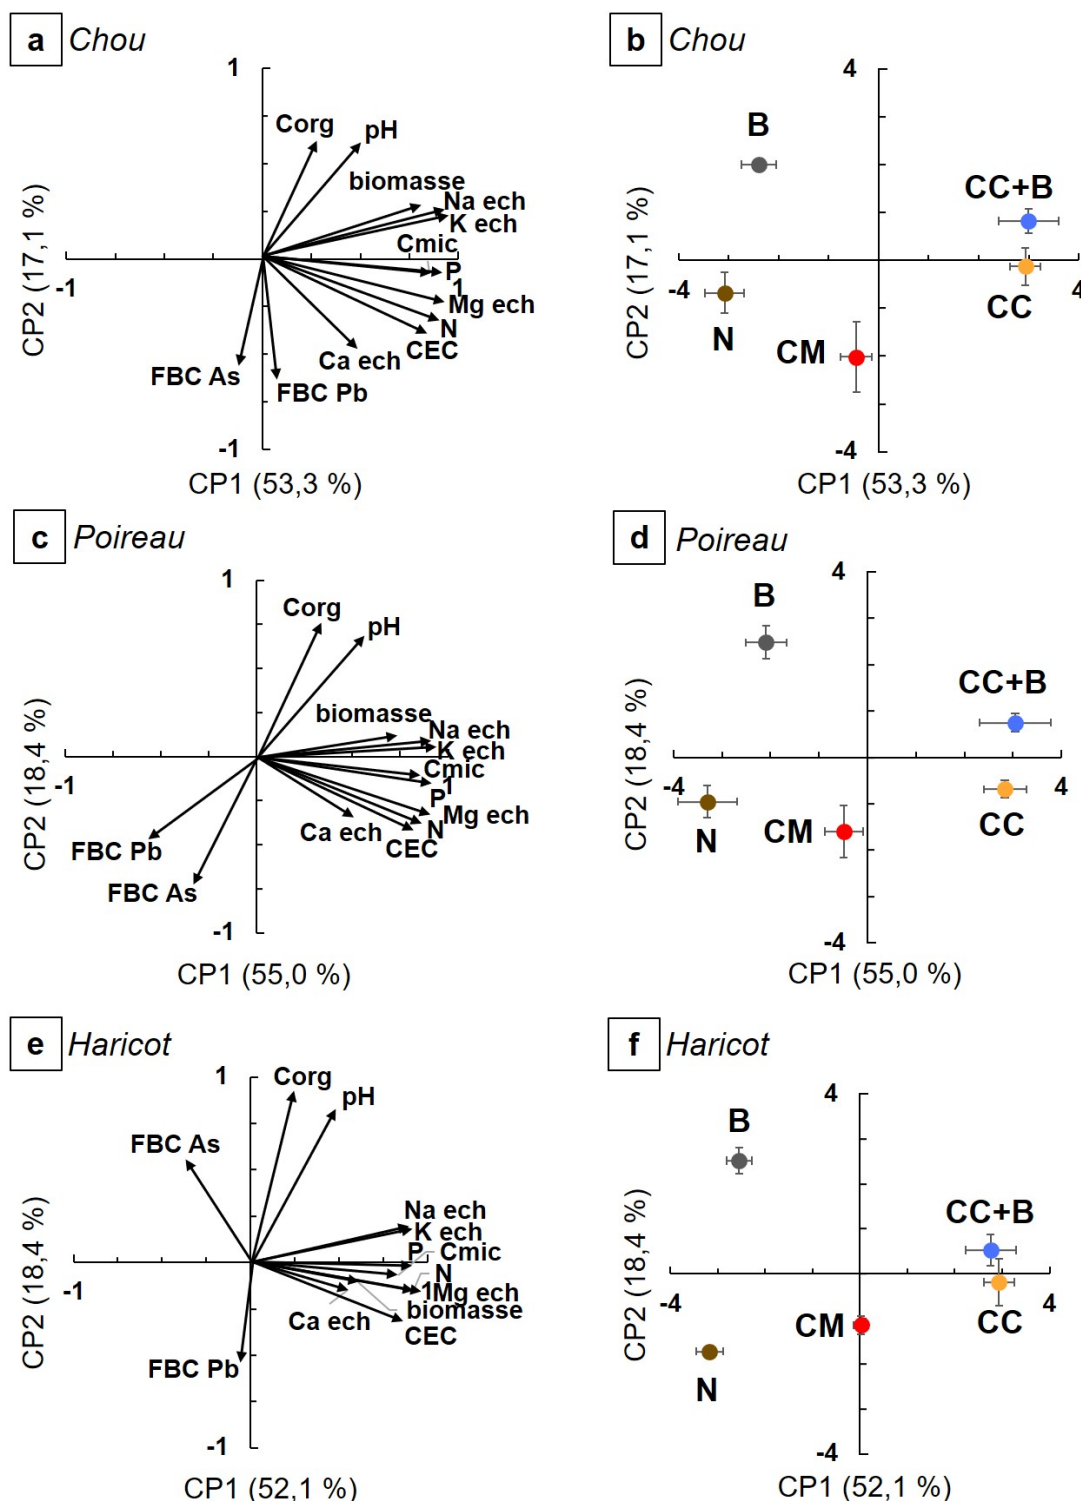 a Chou
1
Corg
pH
biomasse
Na ech
K ech
Cmic
P
-1
1
Mg ech
N
CEC
Ca ech
FBC As
FBC Pb
-1
CP2 (17,1 %)
CP1 (53,3 %)
b Chou
4
B
CC+B
-4
4
N
CM
CC
-4
CP2 (17,1 %)
CP1 (53,3 %)
c Poireau
1
Corg
pH
biomasse
Na ech
K ech
Cmic
-1
1
P
Mg ech
N
CEC
Ca ech
FBC Pb
FBC As
-1
CP2 (18,4 %)
CP1 (55,0 %)
d Poireau
4
B
CC+B
-4
4
N
CM
CC
-4
CP2 (18,4 %)
CP1 (55,0 %)
e Haricot
1
Corg
pH
FBC As
Na ech
K ech
P
Cmic
N
-1
1
Mg ech
biomasse
Ca ech
CEC
FBC Pb
-1
CP2 (18,4 %)
CP1 (52,1 %)
f Haricot
4
B
CC+B
-4
4
CM
CC
N
-4
CP2 (18,4 %)
CP1 (52,1 %)